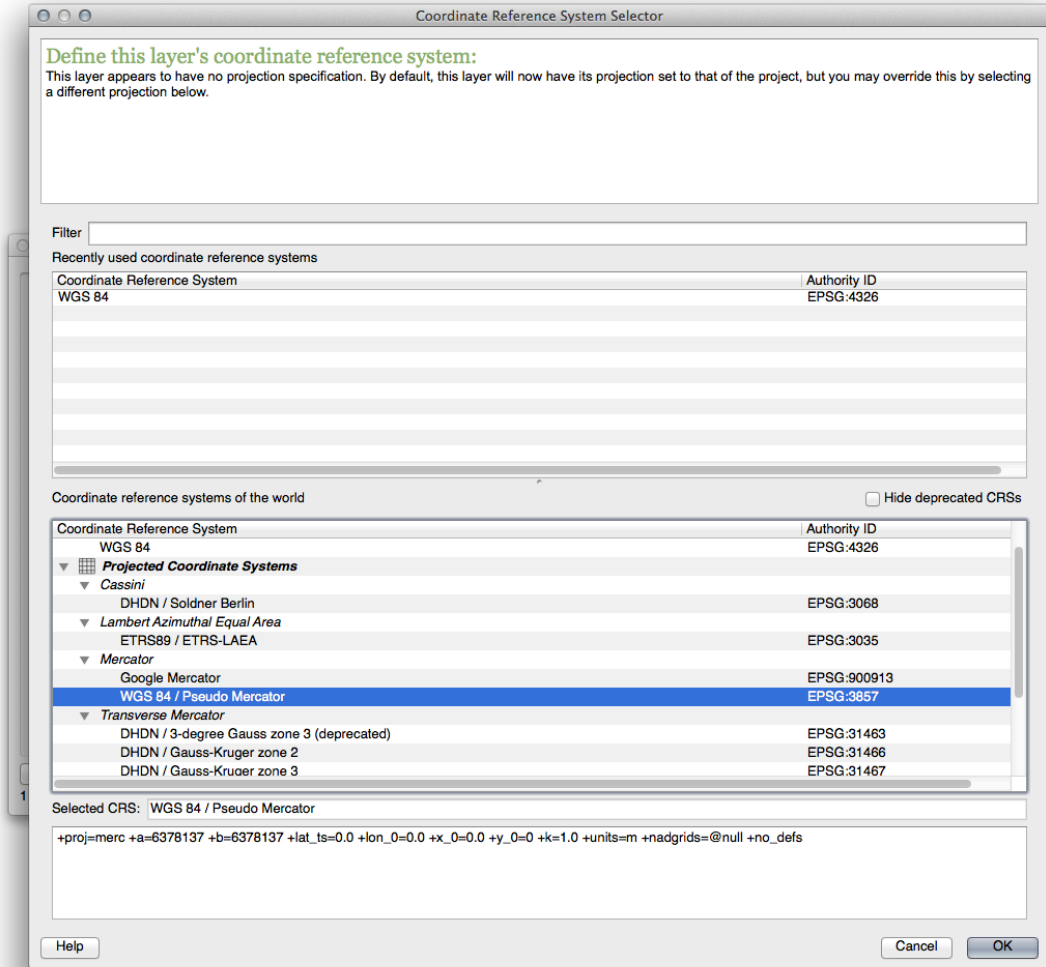 Coordinate Reference System Selector
Define this layer's coordinate reference system:
This layer appears to have no projection specification. By default, this layer will now have its projection set to that of the project, but you may override this by selecting
a different projection below.
Filter
Recently used coordinate reference systems
Coordinate Reference System Authority ID
WGS 84 EPSG:4326
Coordinate reference systems of the world Hide deprecated CRSs
Coordinate Reference System Authority ID
WGS 84 EPSG:4326
Projected Coordinate Systems
Cassini
DHDN / Soldner Berlin EPSG:3068
Lambert Azimuthal Equal Area
ETRS89 / ETRS-LAEA EPSG:3035
Mercator
Google Mercator EPSG:900913
WGS 84 / Pseudo Mercator EPSG:3857
Transverse Mercator
DHDN / 3-degree Gauss zone 3 (deprecated) EPSG:31463
DHDN / Gauss-Kruger zone 2 EPSG:31466
DHDN / Gauss-Kruger zone 3 EPSG:31467
1
Selected CRS: WGS 84 / Pseudo Mercator
+proj=merc +a=6378137 +b=6378137 +lat_ts=0.0 +lon_0=0.0 +x_0=0.0 +y_0=0 +k=1.0 +units=m +nadgrids=@null +no_defs
Help Cancel OK